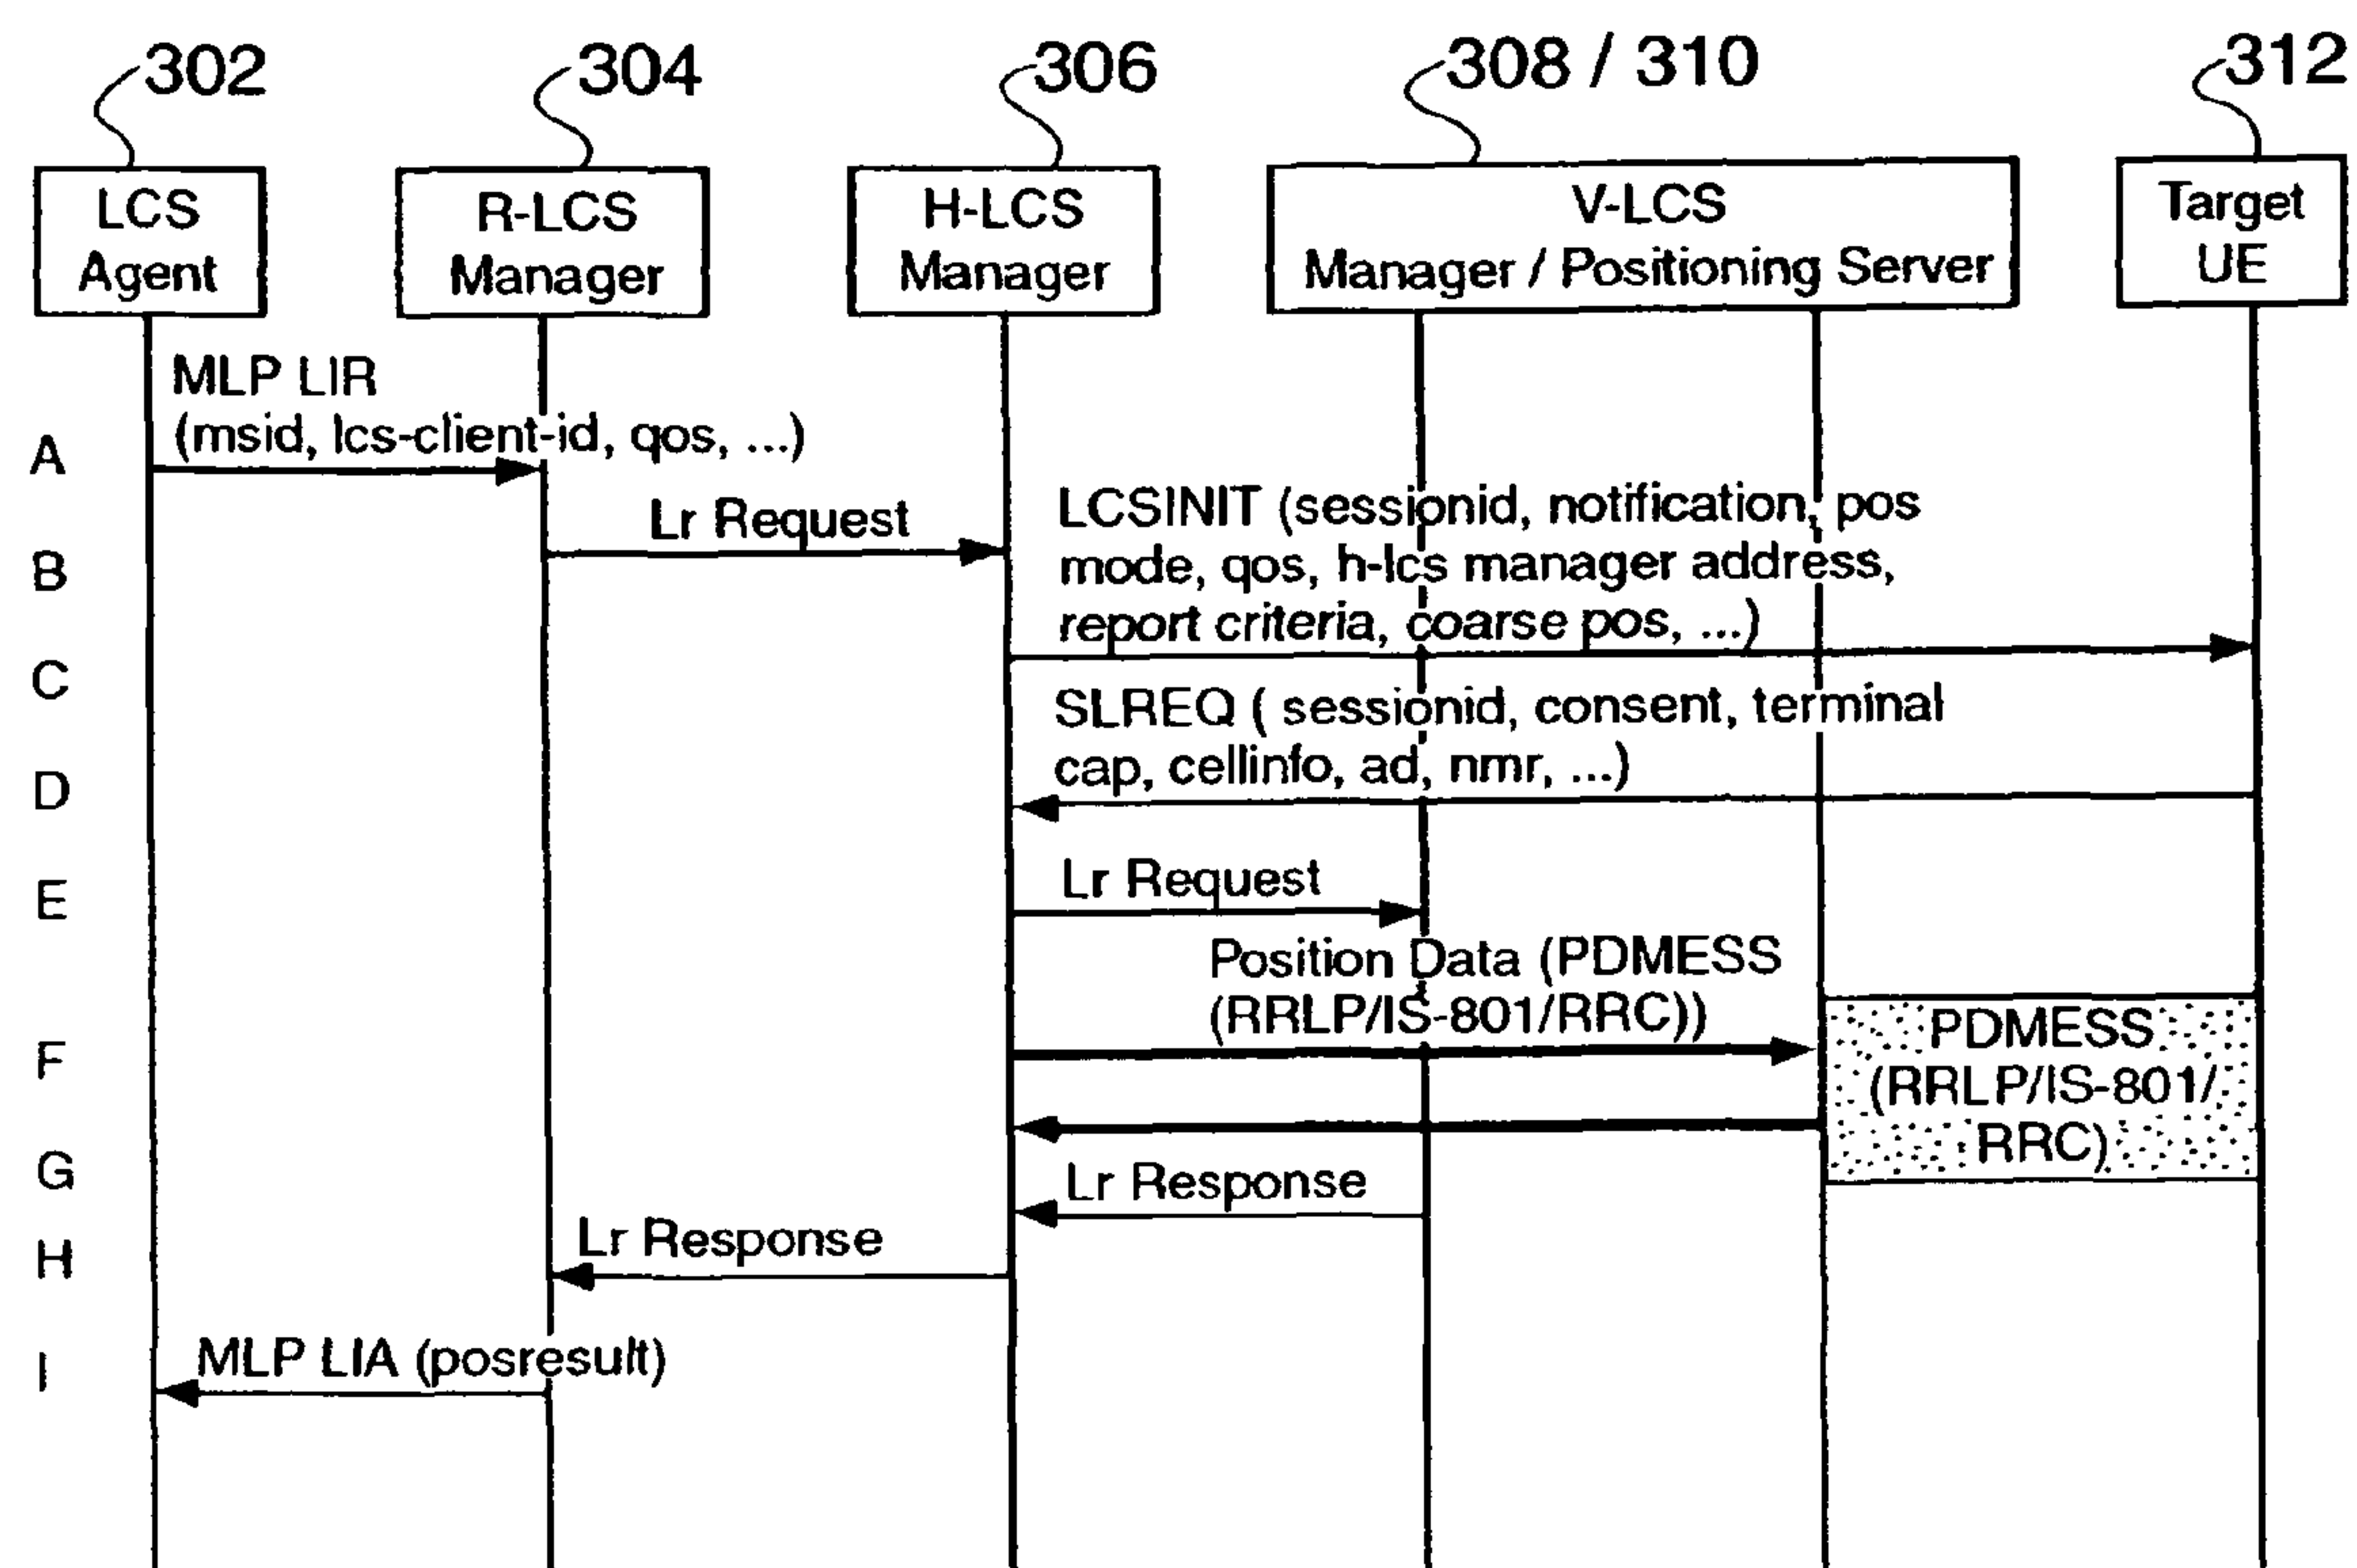 302
304
306
308 / 310
312
LCS
Agent
R-LCS
Manager
H-LCS
Manager
V-LCS
Manager / Positioning Server
Target
UE
MLP LIR
(msid, lcs-client-id, qos, ...)
A
Lr Request
B
LCSINIT (sessionid, notification, pos
mode, qos, h-lcs manager address,
report criteria, coarse pos, ...)
C
SLREQ ( sessionid, consent, terminal
cap, cellinfo, ad, nmr, ...)
D
Lr Request
E
Position Data (PDMESS
(RRLP/IS-801/RRC))
F
PDMESS
(RRLP/IS-801/
RRC)
G
Lr Response
H
Lr Response
I
MLP LIA (posresult)